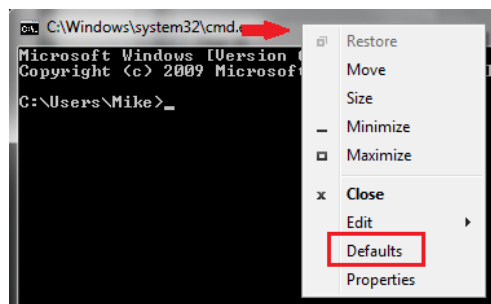 C:\Windows\system32\cmd.
Microsoft Windows [Version
Copyright (c) 2009 Microsoft
C:\Users\Mike>_
Restore
Move
Size
Minimize
Maximize
x Close
Edit
Defaults
Properties